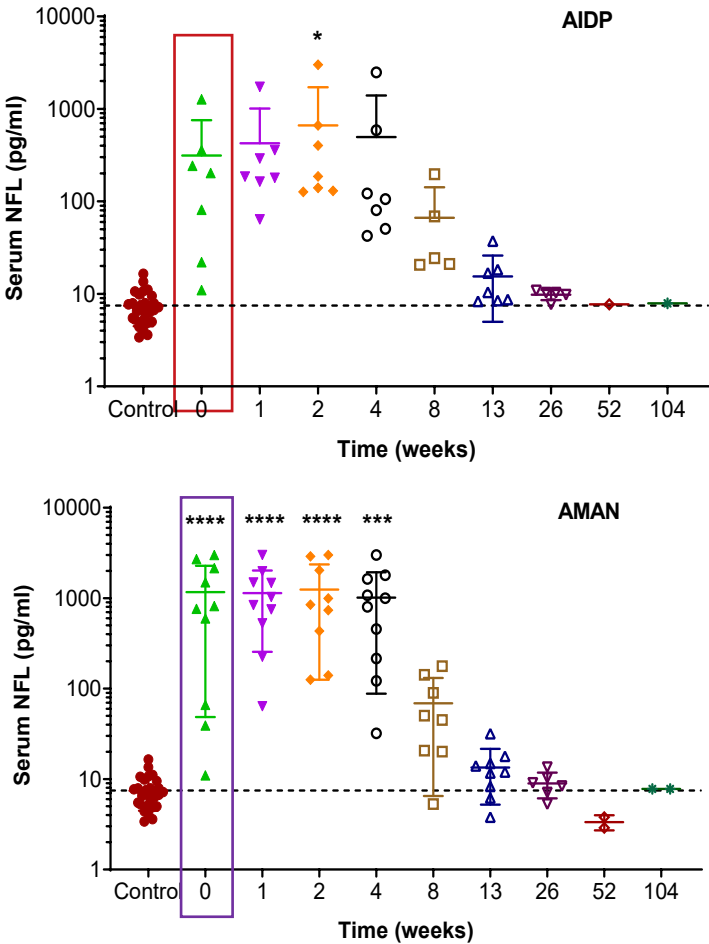 AIDP
*
10000
1000
100
10
1
Serum NFL (pg/ml)
Control 0 1 2 4 8 13 26 52 104
Time (weeks)
AMAN
**** **** **** ***
10000
1000
100
10
1
Serum NFL (pg/ml)
Control 0 1 2 4 8 13 26 52 104
Time (weeks)